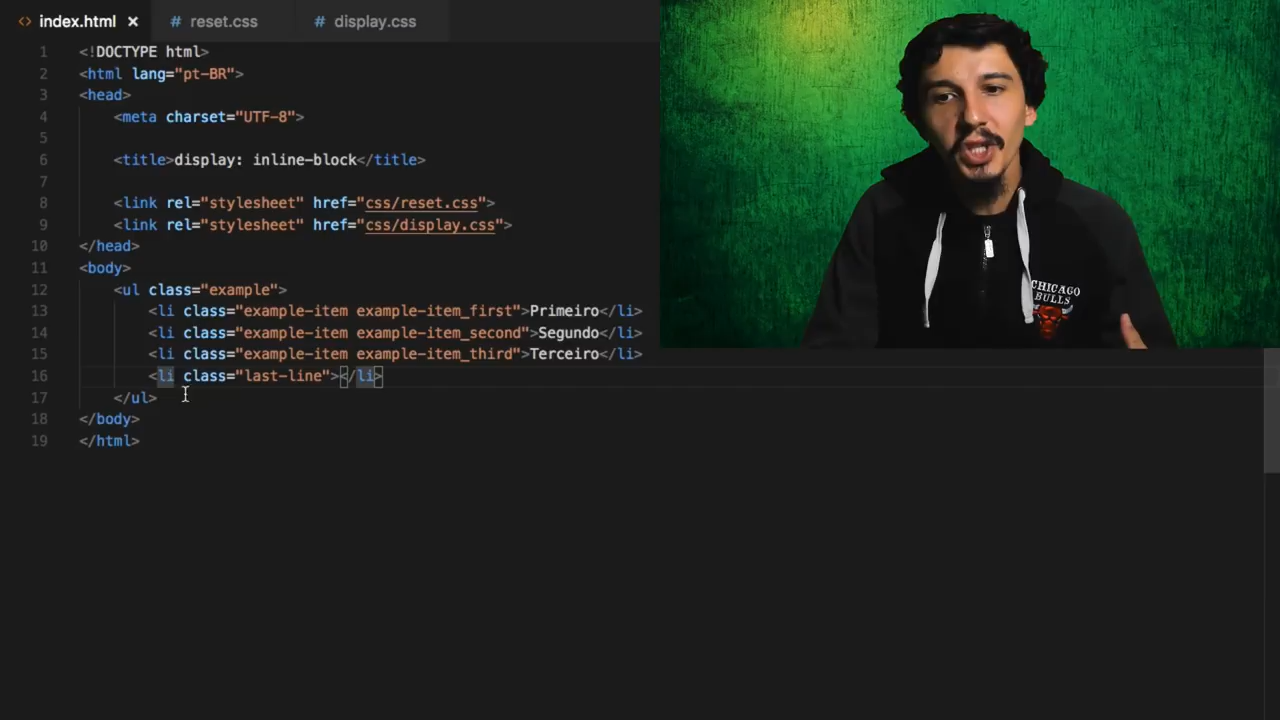 index.html
reset.css
display.css
1 <!DOCTYPE html>
2 <html lang="pt-BR">
3 <head>
4 <meta charset="UTF-8">
5
6 <title>display: inline-block</title>
7
8 <link rel="stylesheet" href="css/reset.css">
9 <link rel="stylesheet" href="css/display.css">
10 </head>
11 <body>
12 <ul class="example">
13 <li class="example-item example-item_first">Primeiro</li>
14 <li class="example-item example-item_second">Segundo</li>
15 <li class="example-item example-item_third">Terceiro</li>
16 <li class="last-line"></li>
17 </ul>
18 </body>
19 </html>
CHICAGO
BULLS